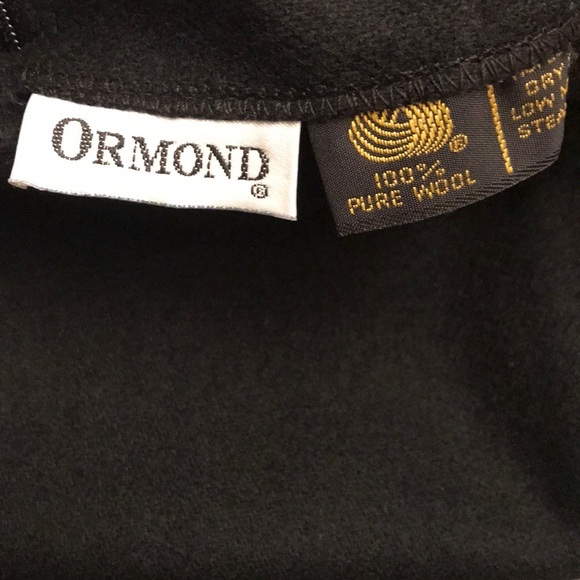 ORMOND
®
®
100%
PURE WOOL
DRY
LOW
STEA